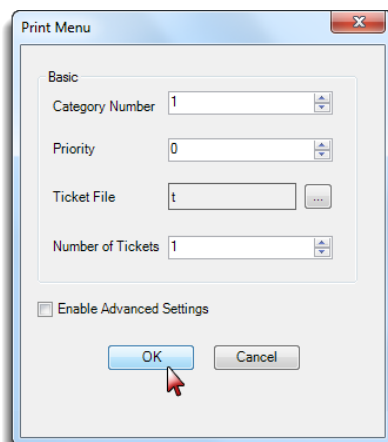 Print Menu
Basic
Category Number 1
Priority 0
Ticket File t ...
Number of Tickets 1
Enable Advanced Settings
OK Cancel